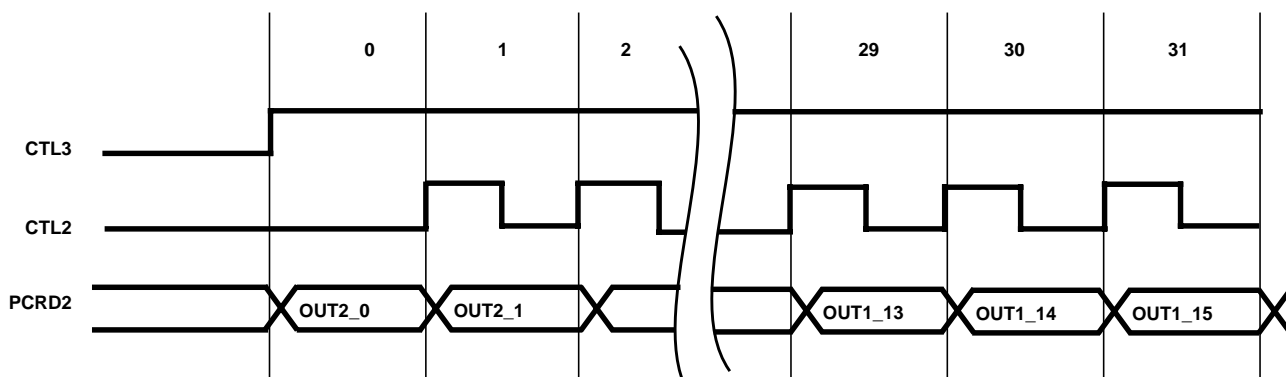 0 1 2 29 30 31
CTL3
CTL2
PCRD2 OUT2_0 OUT2_1 OUT1_13 OUT1_14 OUT1_15